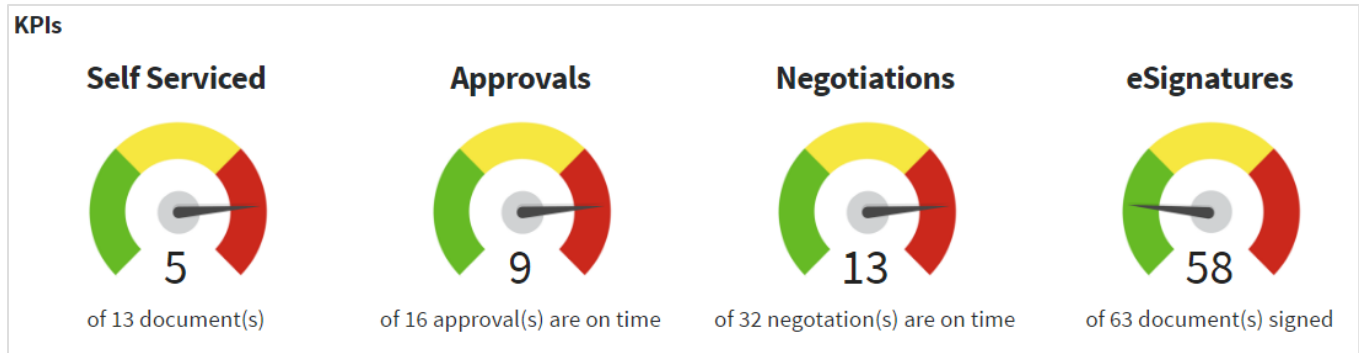 KPIs
Self Serviced
Approvals
Negotiations
eSignatures
5
9
13
58
of 13 document(s)
of 16 approval(s) are on time
of 32 negotation(s) are on time
of 63 document(s) signed